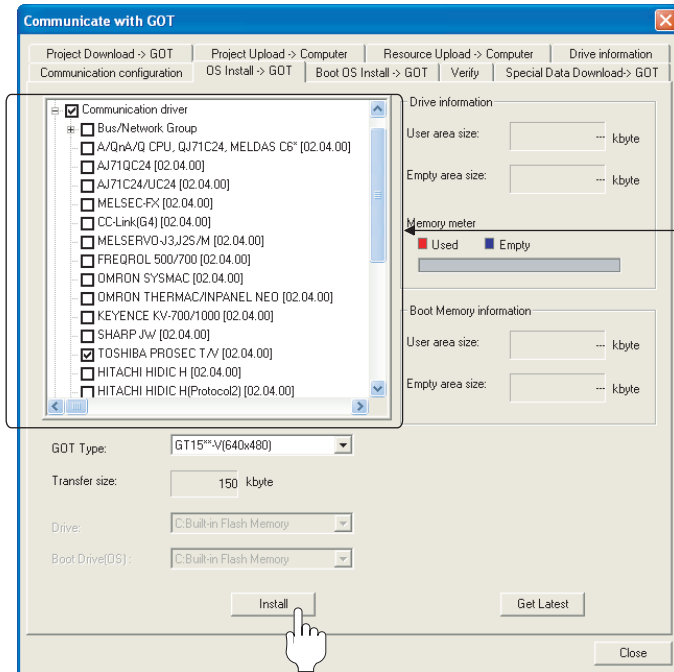 Communicate with GOT
Project Download -> GOT
Project Upload -> Computer
Resource Upload -> Computer
Drive information
Communication configuration
OS Install -> GOT
Boot OS Install -> GOT
Verify
Special Data Download-> GOT
Communication driver
Bus/Network Group
A/QnA/Q CPU, QJ71C24, MELDAS C6* [02.04.00]
AJ71QC24 [02.04.00]
AJ71C24/UC24 [02.04.00]
MELSEC-FX [02.04.00]
CC-Link(G4) [02.04.00]
MELSERVO-J3,J2S/M [02.04.00]
FREQROL 500/700 [02.04.00]
OMRON SYSMAC [02.04.00]
OMRON THERMAC/INPANEL NEO [02.04.00]
KEYENCE KV-700/1000 [02.04.00]
SHARP JW [02.04.00]
TOSHIBA PROSEC T/V [02.04.00]
HITACHI HIDIC H [02.04.00]
HITACHI HIDIC H(Protocol2) [02.04.00]
Drive information
User area size: --- kbyte
Empty area size: --- kbyte
Memory meter
Used Empty
Boot Memory information
User area size: --- kbyte
Empty area size: --- kbyte
GOT Type: GT15**-V(640x480)
Transfer size: 150 kbyte
Drive: C:Built-in Flash Memory
Boot Drive(OS) : C:Built-in Flash Memory
Install
Get Latest
Close